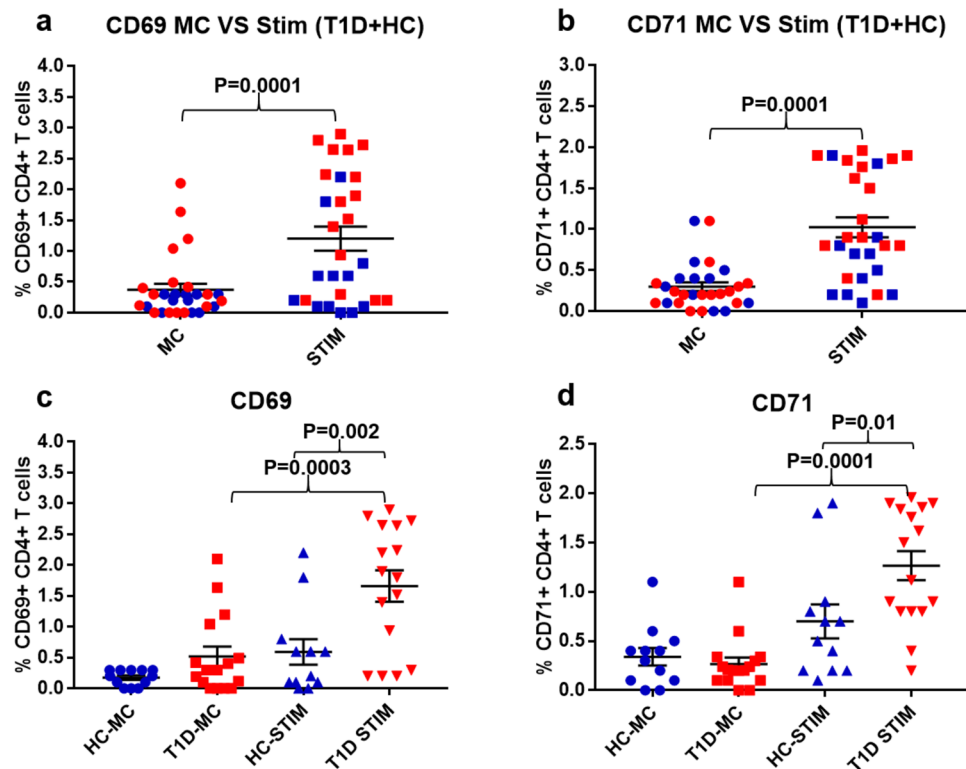 a
CD69 MC VS Stim (T1D+HC)
% CD69+ CD4+ T cells
4.0
3.5
3.0
2.5
2.0
1.5
1.0
0.5
0.0
P=0.0001
MC
STIM
b
CD71 MC VS Stim (T1D+HC)
% CD71+ CD4+ T cells
3.0
2.5
2.0
1.5
1.0
0.5
0.0
P=0.0001
MC
STIM
c
CD69
% CD69+ CD4+ T cells
4.0
3.5
3.0
2.5
2.0
1.5
1.0
0.5
0.0
P=0.002
P=0.0003
HC-MC
T1D-MC
HC-STIM
T1D STIM
d
CD71
% CD71+ CD4+ T cells
2.5
2.0
1.5
1.0
0.5
0.0
P=0.01
P=0.0001
HC-MC
T1D-MC
HC-STIM
T1D STIM